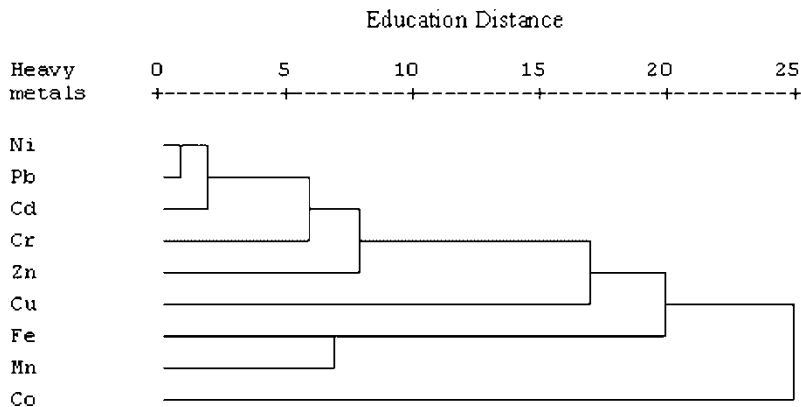 Education Distance
Heavy 0 5 10 15 20 25
metals +---------+---------+---------+---------+---------+
Ni
Pb
Cd
Cr
Zn
Cu
Fe
Mn
Co